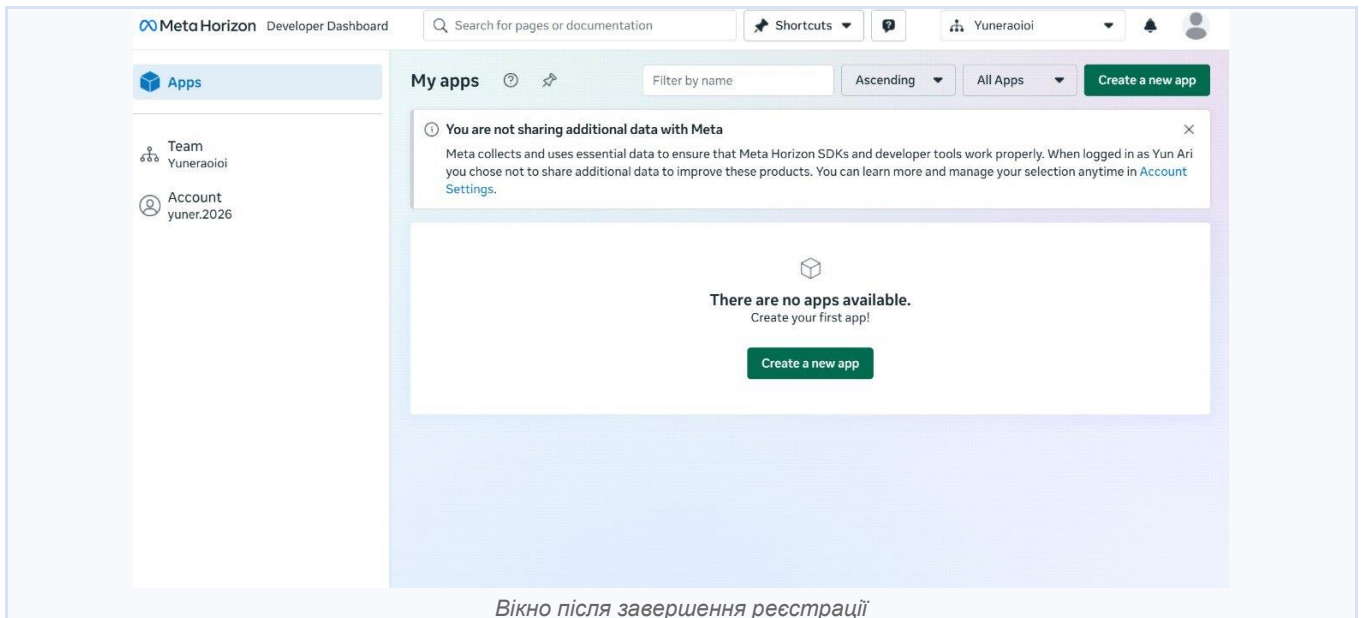 Meta Horizon Developer Dashboard
Search for pages or documentation
Shortcuts
Yuneraoioi
Apps
Team
Yuneraoioi
Account
yuner.2026
My apps
Filter by name
Ascending
All Apps
Create a new app
You are not sharing additional data with Meta
Meta collects and uses essential data to ensure that Meta Horizon SDKs and developer tools work properly. When logged in as Yun Ari
you chose not to share additional data to improve these products. You can learn more and manage your selection anytime in Account
Settings.
There are no apps available.
Create your first app!
Create a new app
Вікно після завершення реєстрації